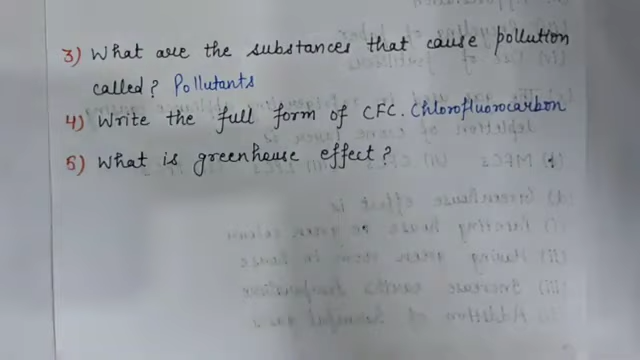 3) What are the substances that cause pollution
called? Pollutants
4) Write the full form of CFC. Chlorofluorocarbon
5) What is greenhouse effect?